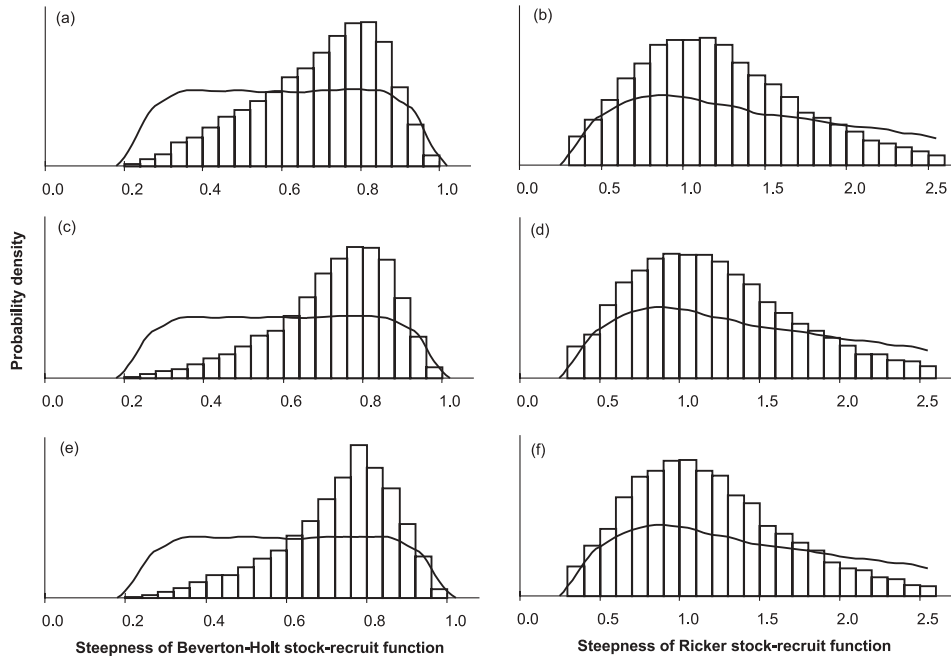 (a)
(b)
0.0 0.2 0.4 0.6 0.8 1.0
0.0 0.5 1.0 1.5 2.0 2.5
Probability density
(c)
(d)
0.0 0.2 0.4 0.6 0.8 1.0
0.0 0.5 1.0 1.5 2.0 2.5
(e)
(f)
0.0 0.2 0.4 0.6 0.8 1.0
0.0 0.5 1.0 1.5 2.0 2.5
Steepness of Beverton-Holt stock-recruit function
Steepness of Ricker stock-recruit function